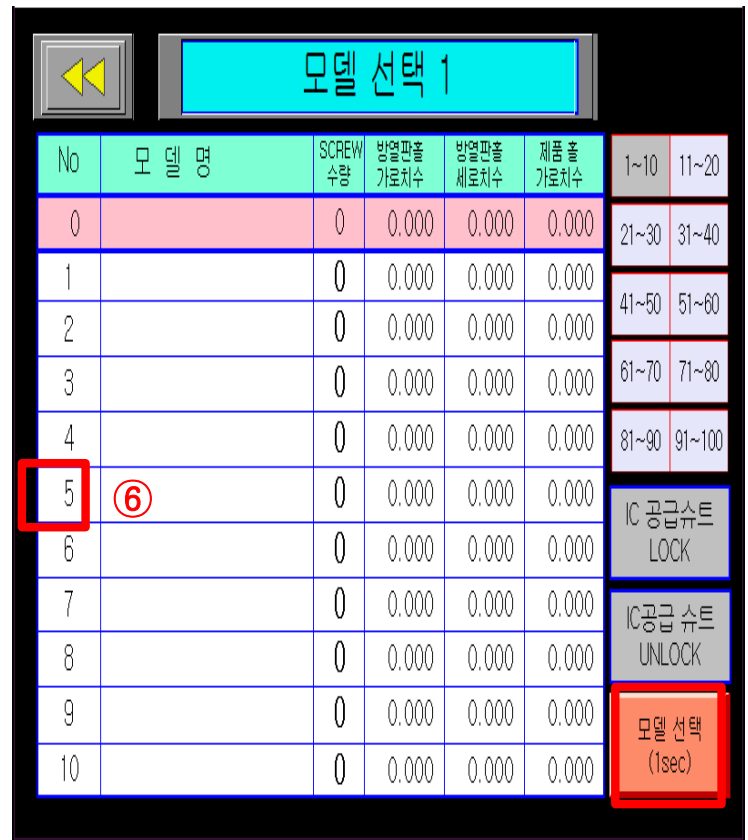 모델 선택 1
No 모 델 명 SCREW 수량 방열판홀 가로치수 방열판홀 세로치수 제품 홀 가로치수
0 0 0.000 0.000 0.000
1 0 0.000 0.000 0.000
2 0 0.000 0.000 0.000
3 0 0.000 0.000 0.000
4 0 0.000 0.000 0.000
5 ⑥ 0 0.000 0.000 0.000
6 0 0.000 0.000 0.000
7 0 0.000 0.000 0.000
8 0 0.000 0.000 0.000
9 0 0.000 0.000 0.000
10 0 0.000 0.000 0.000
1~10 11~20
21~30 31~40
41~50 51~60
61~70 71~80
81~90 91~100
IC 공급슈트
LOCK
IC공급 슈트
UNLOCK
모델 선택
(1sec)